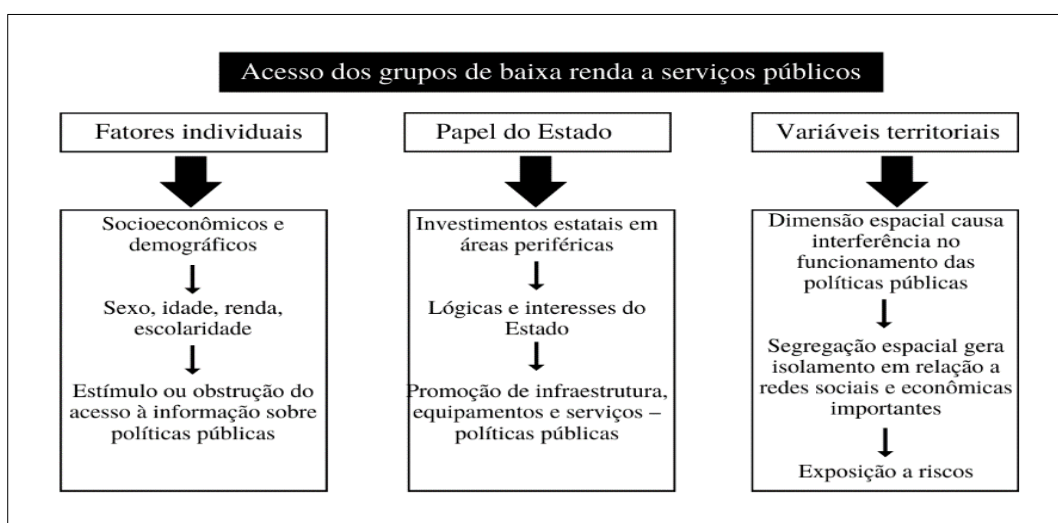 Acesso dos grupos de baixa renda a serviços públicos
Fatores individuais
Socioeconômicos e
demográficos
Sexo, idade, renda,
escolaridade
Estímulo ou obstrução do
acesso à informação sobre
políticas públicas
Papel do Estado
Investimentos estatais em
áreas periféricas
Lógicas e interesses do
Estado
Promoção de infraestrutura,
equipamentos e serviços –
políticas públicas
Variáveis territoriais
Dimensão espacial causa
interferência no
funcionamento das
políticas públicas
Segregação espacial gera
isolamento em relação a
redes sociais e econômicas
importantes
Exposição a riscos